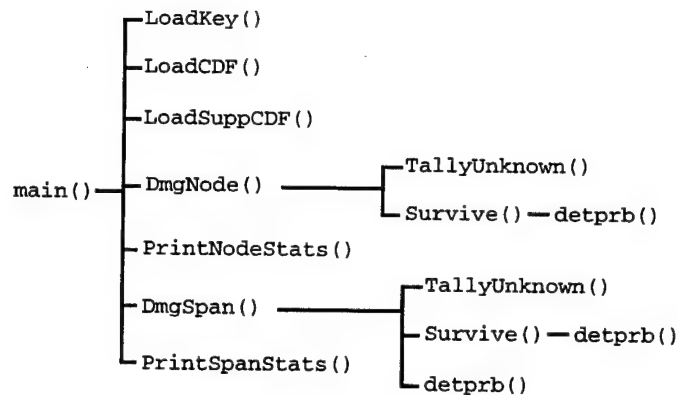 LoadKey()
LoadCDF()
LoadSuppCDF()
main() DmgNode() TallyUnknown()
Survive() detprb()
PrintNodeStats()
DmgSpan() TallyUnknown()
Survive() detprb()
detprb()
PrintSpanStats()